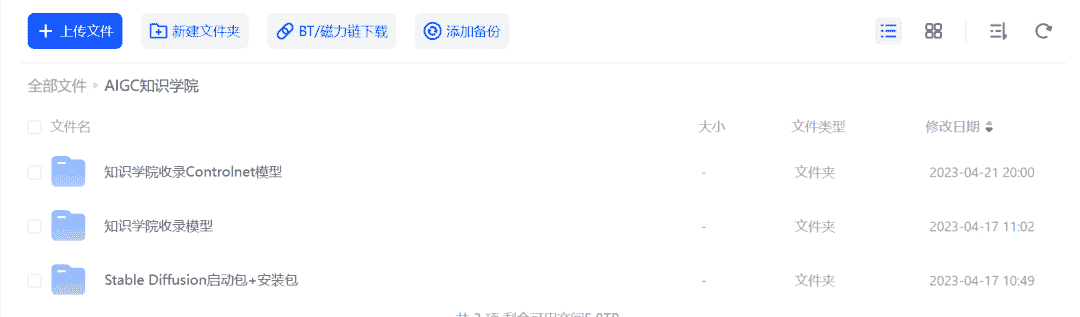 上传文件 新建文件夹 BT/磁力链下载 添加备份
全部文件 AIGC知识学院
文件名 大小 文件类型 修改日期
知识学院收录Controlnet模型 - 文件夹 2023-04-21 20:00
知识学院收录模型 - 文件夹 2023-04-17 11:02
Stable Diffusion启动包+安装包 - 文件夹 2023-04-17 10:49